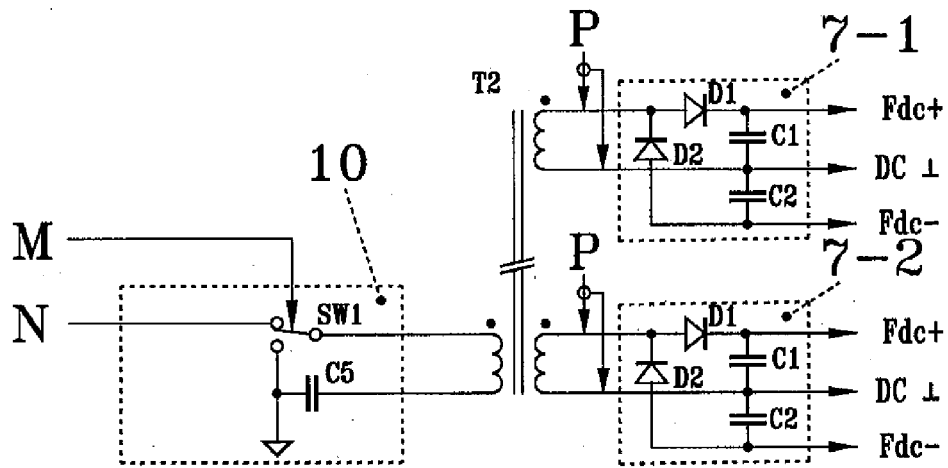 P
7-1
T2
D1
Fdc+
C1
10
D2
DC ⊥
C2
M
Fdc-
P
7-2
N
SW1
D1
Fdc+
C1
C5
D2
DC ⊥
C2
Fdc-